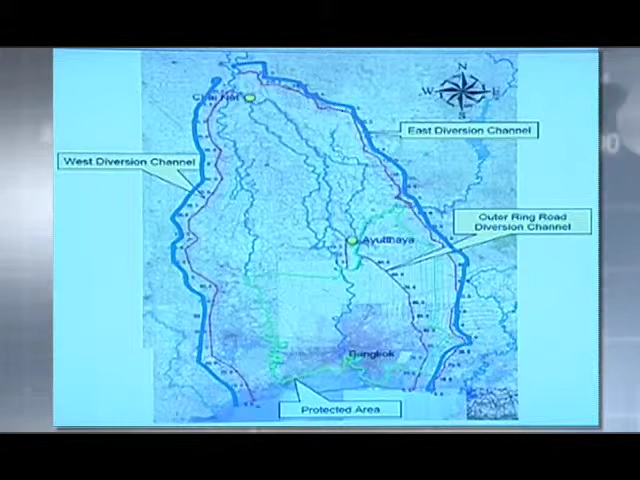 N
W E
S
Chai Nat
East Diversion Channel
West Diversion Channel
Outer Ring Road
Diversion Channel
Ayutthaya
Bangkok
Protected Area